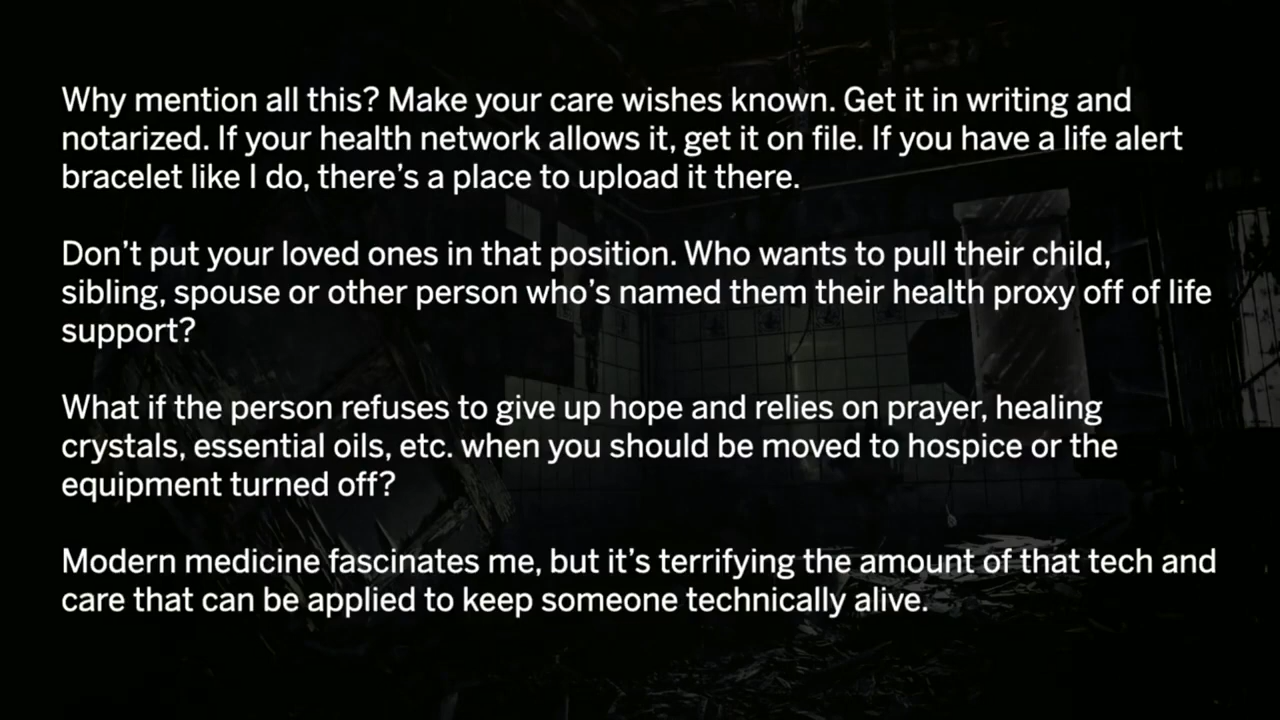 Why mention all this? Make your care wishes known. Get it in writing and
notarized. If your health network allows it, get it on file. If you have a life alert
bracelet like I do, there’s a place to upload it there.
Don’t put your loved ones in that position. Who wants to pull their child,
sibling, spouse or other person who’s named them their health proxy off of life
support?
What if the person refuses to give up hope and relies on prayer, healing
crystals, essential oils, etc. when you should be moved to hospice or the
equipment turned off?
Modern medicine fascinates me, but it’s terrifying the amount of that tech and
care that can be applied to keep someone technically alive.